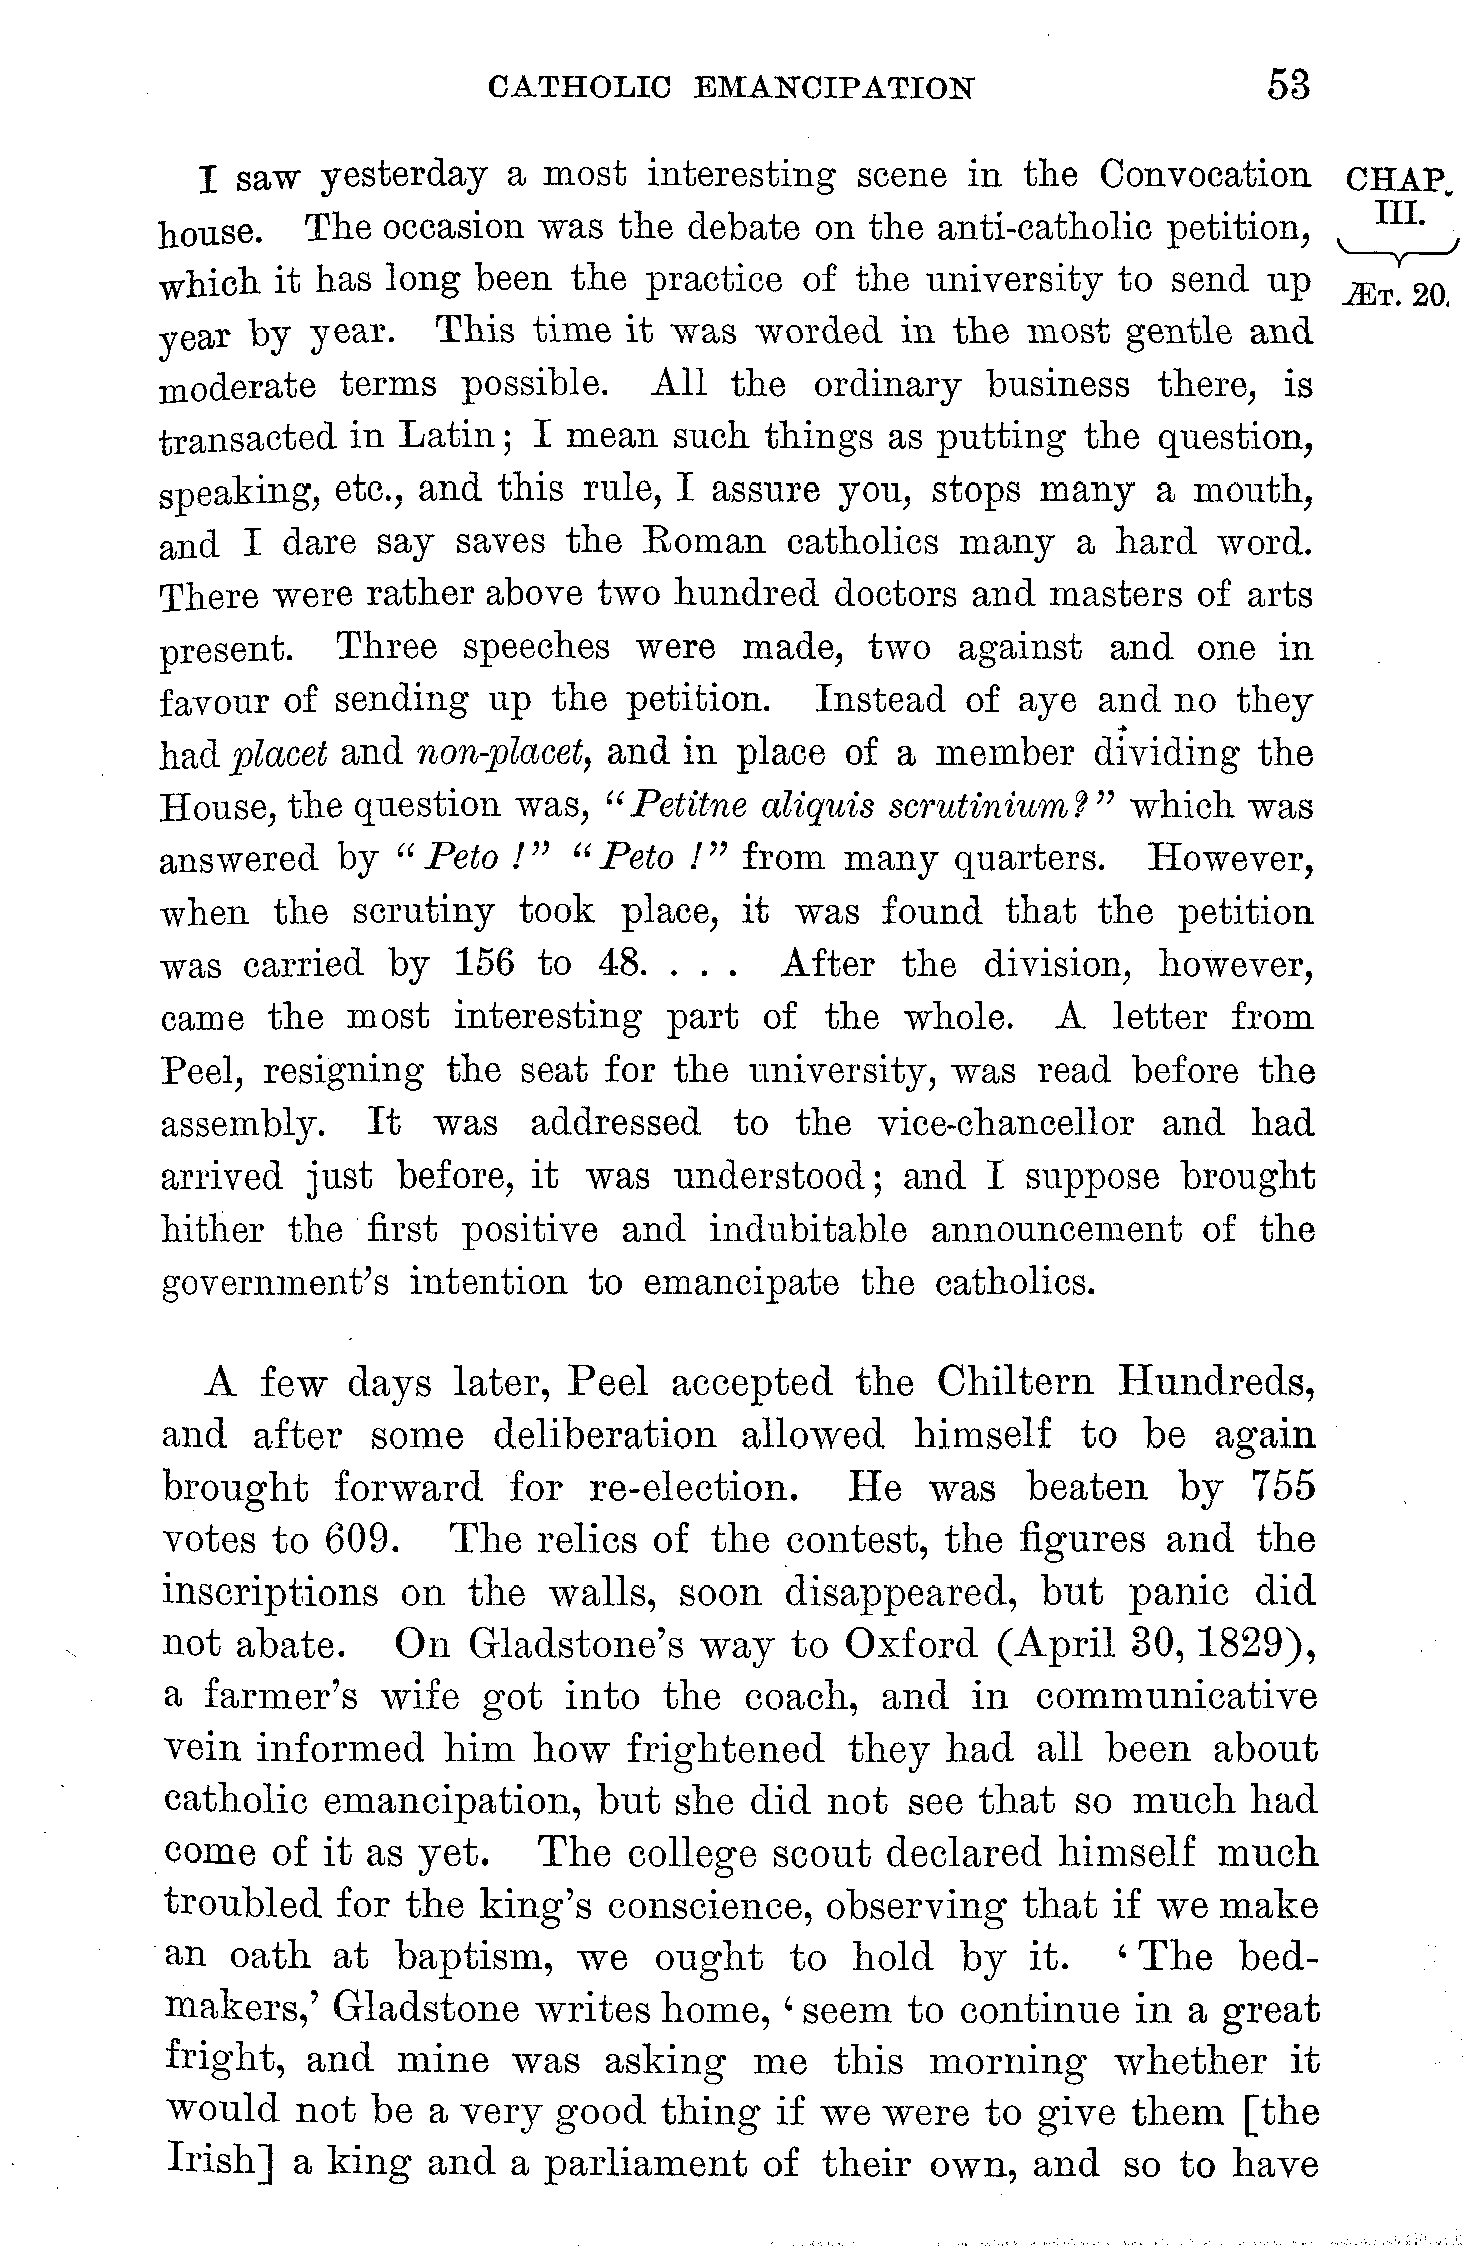 CATHOLIC EMANCIPATION 53
I saw yesterday a most interesting scene in the Convocation
house. The occasion was the debate on the anti-catholic petition,
which it has long been the practice of the university to send up
year by year. This time it was worded in the most gentle and
moderate terms possible. All the ordinary business there, is
transacted in Latin; I mean such things as putting the question,
speaking, etc., and this rule, I assure you, stops many a mouth,
and I dare say saves the Roman catholics many a hard word.
There were rather above two hundred doctors and masters of arts
present. Three speeches were made, two against and one in
favour of sending up the petition. Instead of aye and no they
had placet and non-placet, and in place of a member dividing the
House, the question was, “Petitne aliquis scrutinium?” which was
answered by “Peto!” “Peto!” from many quarters. However,
when the scrutiny took place, it was found that the petition
was carried by 156 to 48. . . . After the division, however,
came the most interesting part of the whole. A letter from
Peel, resigning the seat for the university, was read before the
assembly. It was addressed to the vice-chancellor and had
arrived just before, it was understood; and I suppose brought
hither the first positive and indubitable announcement of the
government's intention to emancipate the catholics.
A few days later, Peel accepted the Chiltern Hundreds,
and after some deliberation allowed himself to be again
brought forward for re-election. He was beaten by 755
votes to 609. The relics of the contest, the figures and the
inscriptions on the walls, soon disappeared, but panic did
not abate. On Gladstone's way to Oxford (April 30, 1829),
a farmer's wife got into the coach, and in communicative
vein informed him how frightened they had all been about
catholic emancipation, but she did not see that so much had
come of it as yet. The college scout declared himself much
troubled for the king's conscience, observing that if we make
an oath at baptism, we ought to hold by it. ‘The bed-
makers,’ Gladstone writes home, ‘seem to continue in a great
fright, and mine was asking me this morning whether it
would not be a very good thing if we were to give them [the
Irish] a king and a parliament of their own, and so to have
CHAP.
III.
ÆT. 20.